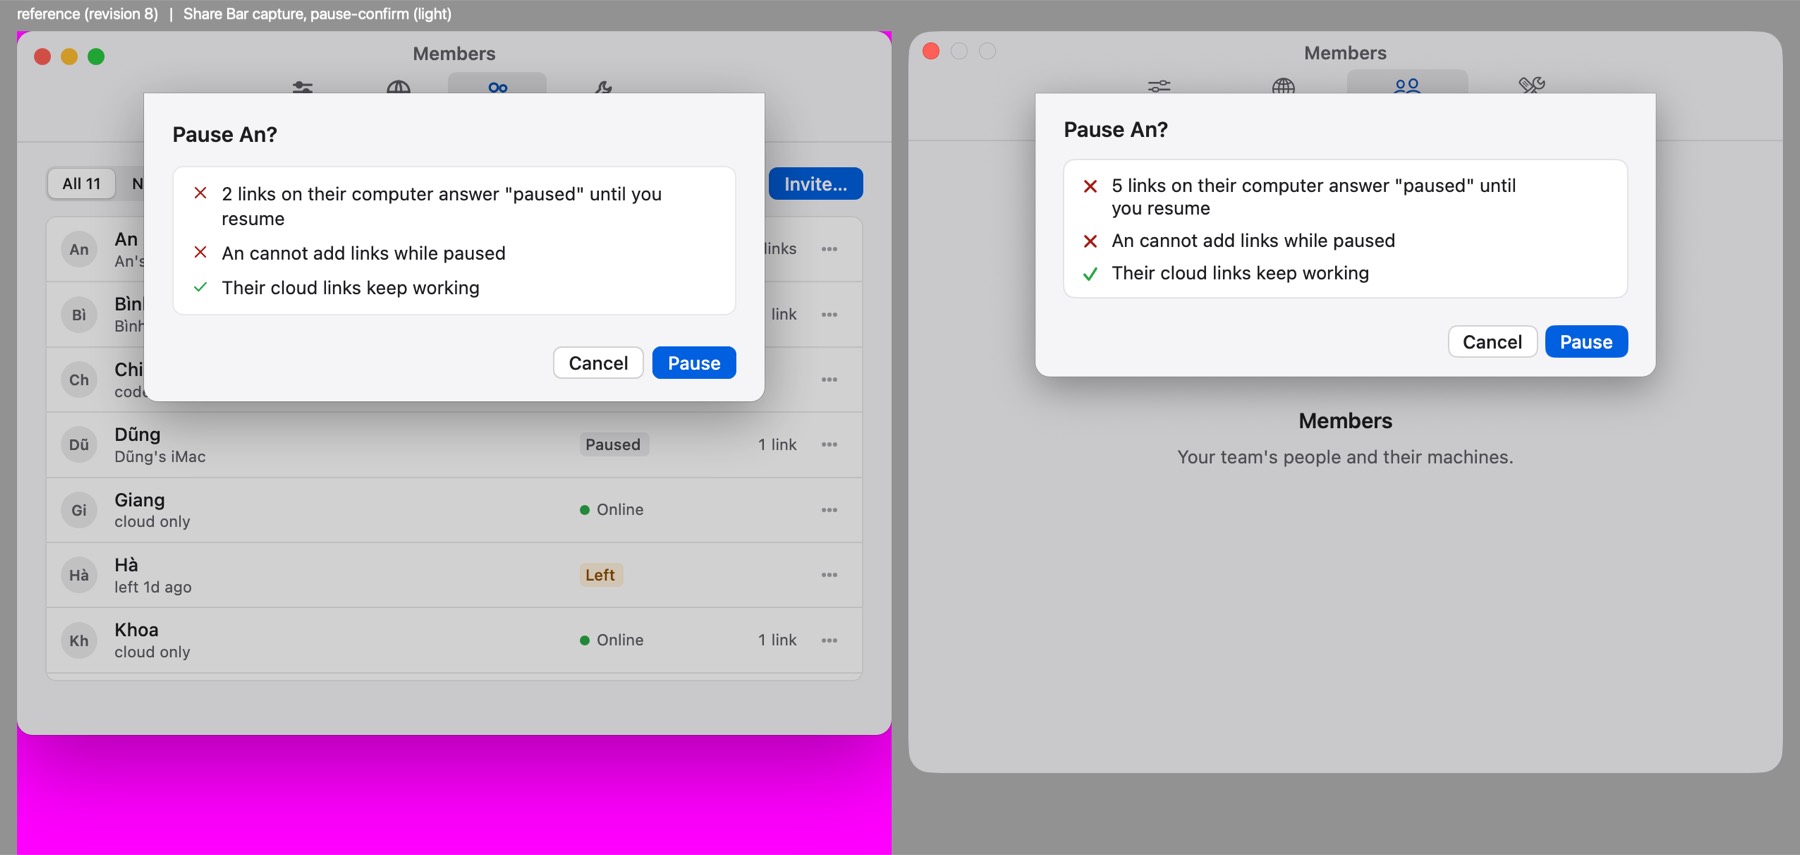 reference (revision 8) | Share Bar capture, pause-confirm (light)
Members
Pause An?
2 links on their computer answer "paused" until you
resume
An cannot add links while paused
Their cloud links keep working
Cancel
Pause
All 11
N
Invite...
An
An
An's
links
Bì
Bìnl
Bình
link
Ch
Chi
code
Dũ
Dũng
Dũng's iMac
Paused
1 link
Gi
Giang
cloud only
Online
Hà
Hà
left 1d ago
Left
Kh
Khoa
cloud only
Online
1 link
Members
Pause An?
5 links on their computer answer "paused" until
you resume
An cannot add links while paused
Their cloud links keep working
Cancel
Pause
Members
Your team's people and their machines.